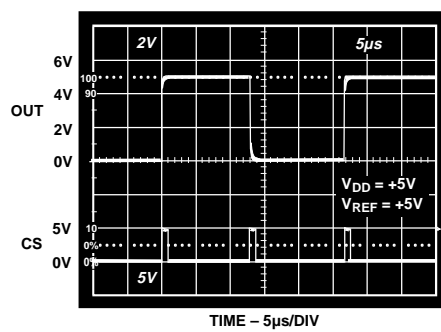 2V 5µs
6V
100
90
4V
OUT
2V
0V
VDD = +5V
VREF = +5V
5V
10
CS
0%
0V
0%
5V
TIME – 5µs/DIV